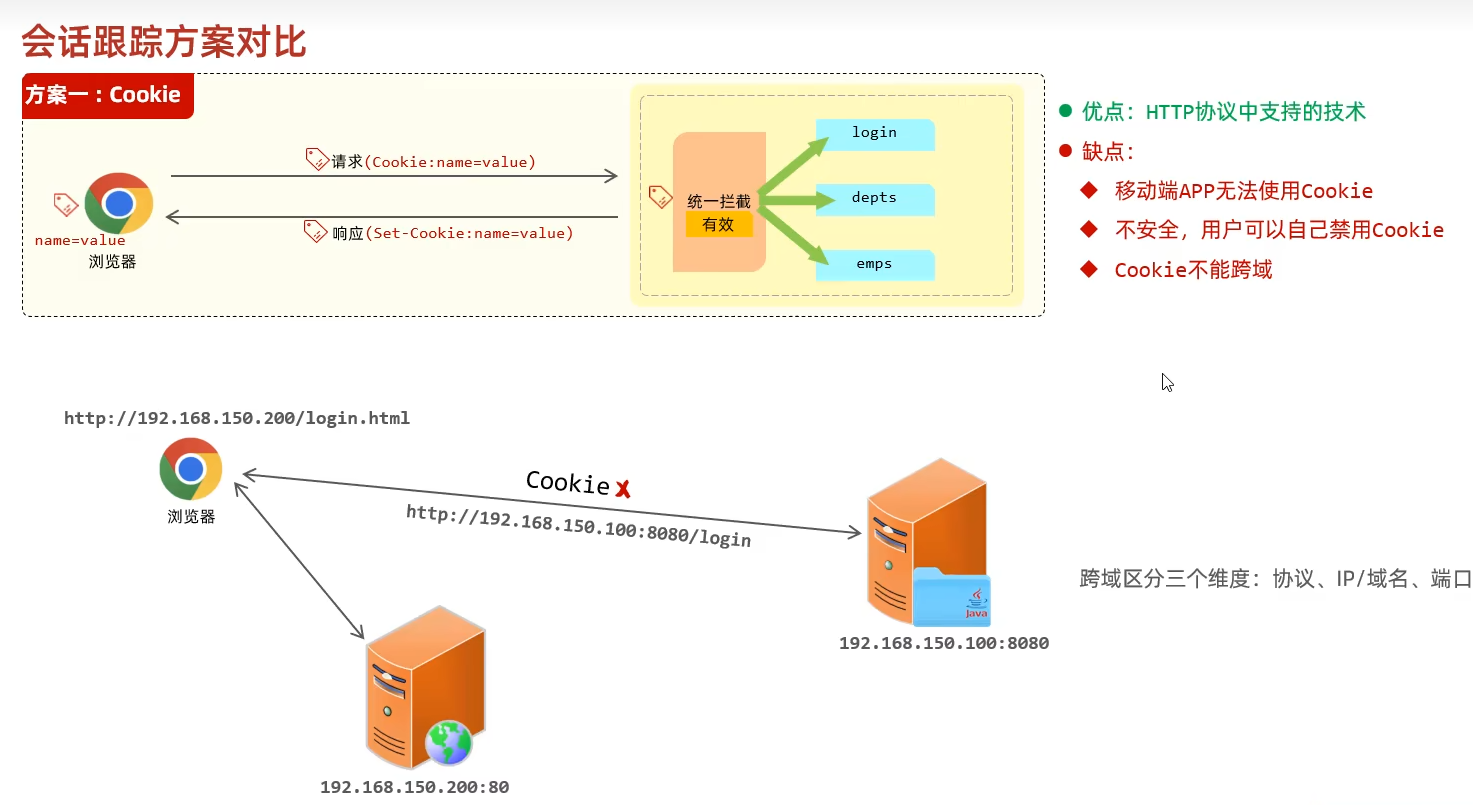 会话跟踪方案对比
方案一：Cookie
请求(Cookie:name=value)
响应(Set-Cookie:name=value)
name=value
浏览器
统一拦截
有效
login
depts
emps
优点：HTTP协议中支持的技术
缺点：
移动端APP无法使用Cookie
不安全，用户可以自己禁用Cookie
Cookie不能跨域
http://192.168.150.200/login.html
浏览器
Cookie
http://192.168.150.100:8080/login
Java
192.168.150.100:8080
192.168.150.200:80
跨域区分三个维度：协议、IP/域名、端口